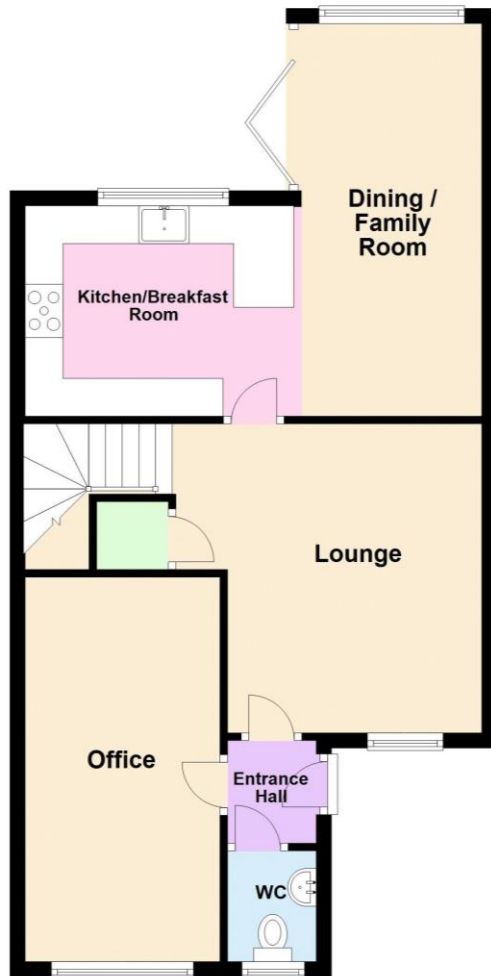 Dining /
Family
Room
Kitchen/Breakfast
Room
Lounge
Office
Entrance
Hall
WC